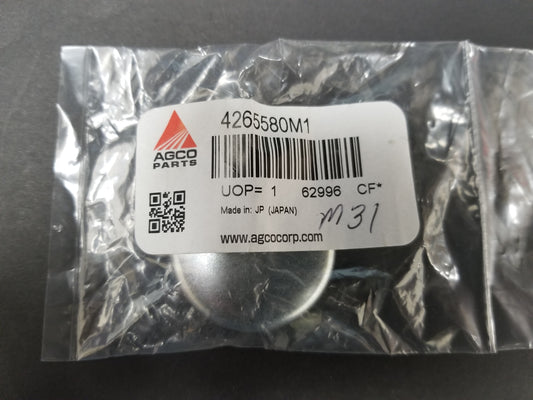 4265580M1
AGCO
PARTS
UOP= 1 62996 CF*
Made in: JP (JAPAN)
M31
www.agcocorp.com